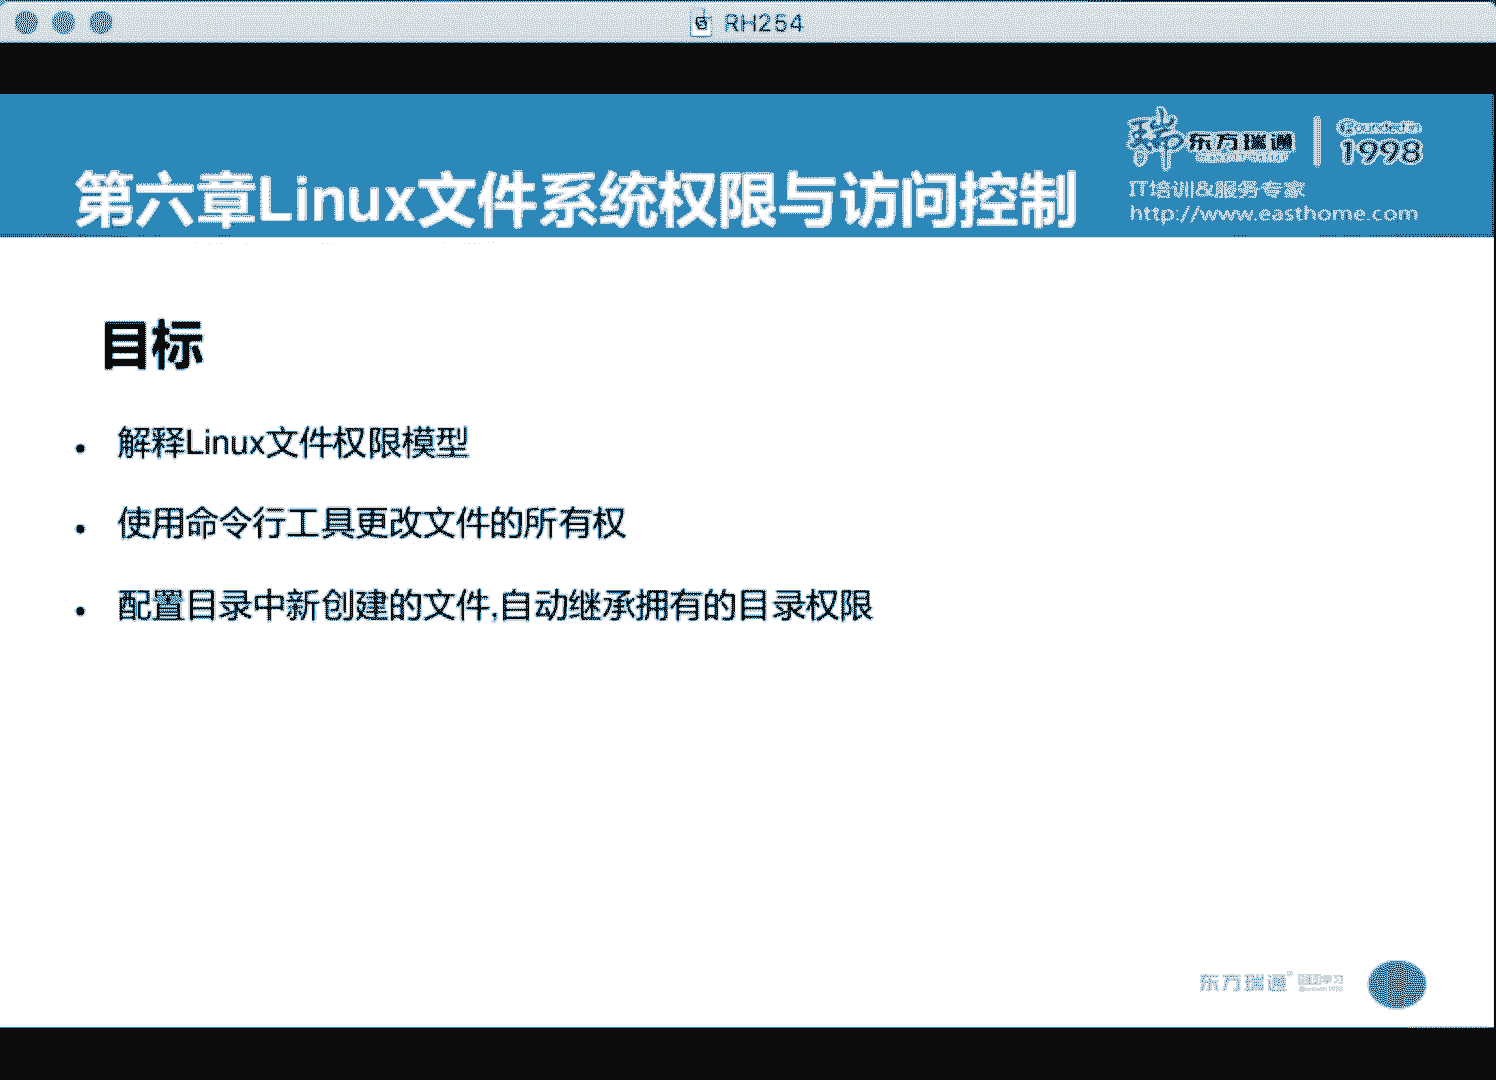 RH254
瑞 东方瑞通 Founded in
1998
第六章Linux文件系统权限与访问控制
IT培训&服务专家
http://www.easthome.com
目标
• 解释Linux文件权限模型
• 使用命令行工具更改文件的所有权
• 配置目录中新创建的文件,自动继承拥有的目录权限
东方瑞通